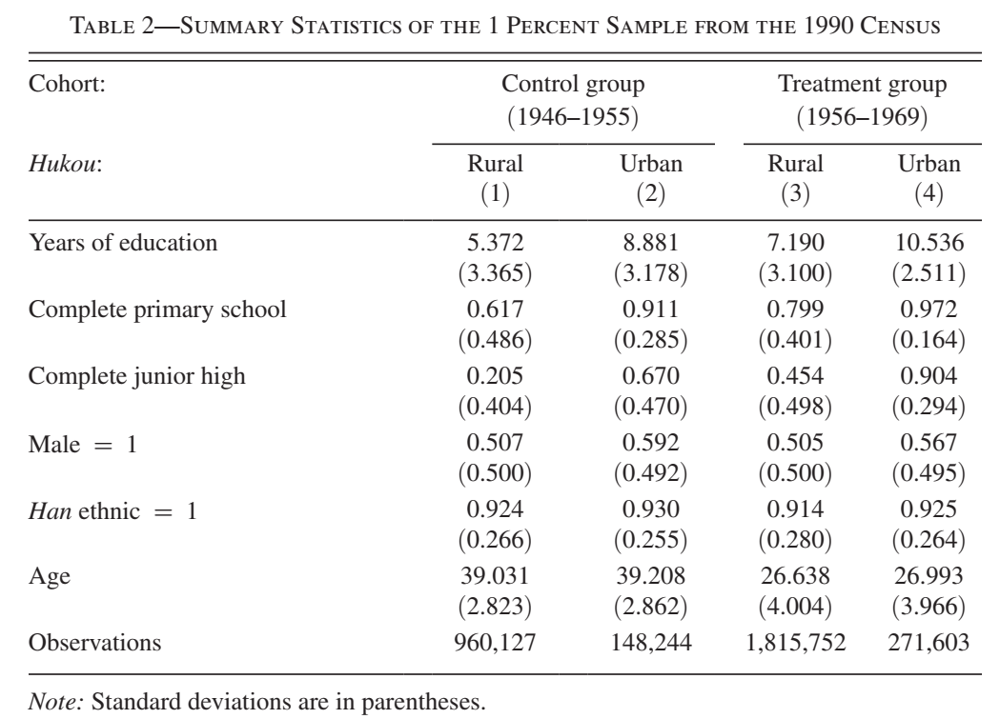 TABLE 2—SUMMARY STATISTICS OF THE 1 PERCENT SAMPLE FROM THE 1990 CENSUS
Cohort: Control group Treatment group
(1946–1955) (1956–1969)
Hukou: Rural Urban Rural Urban
(1) (2) (3) (4)
Years of education 5.372 8.881 7.190 10.536
(3.365) (3.178) (3.100) (2.511)
Complete primary school 0.617 0.911 0.799 0.972
(0.486) (0.285) (0.401) (0.164)
Complete junior high 0.205 0.670 0.454 0.904
(0.404) (0.470) (0.498) (0.294)
Male = 1 0.507 0.592 0.505 0.567
(0.500) (0.492) (0.500) (0.495)
Han ethnic = 1 0.924 0.930 0.914 0.925
(0.266) (0.255) (0.280) (0.264)
Age 39.031 39.208 26.638 26.993
(2.823) (2.862) (4.004) (3.966)
Observations 960,127 148,244 1,815,752 271,603
Note: Standard deviations are in parentheses.